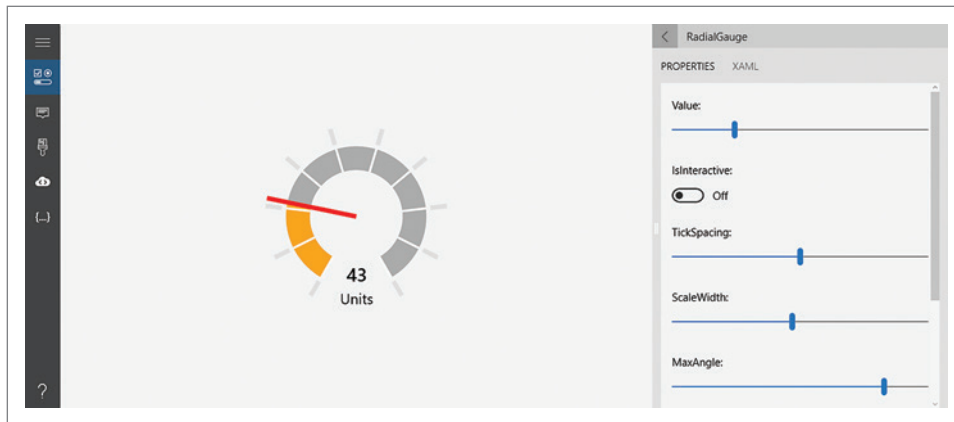 RadialGauge
PROPERTIES XAML
Value:
IsInteractive:
Off
TickSpacing:
ScaleWidth:
MaxAngle:
43
Units
{...}
?